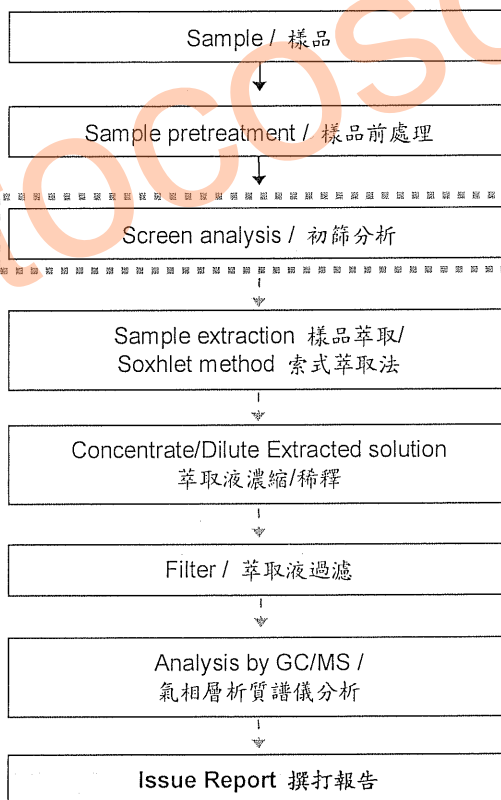 Sample / 樣品
Sample pretreatment / 樣品前處理
Screen analysis / 初篩分析
Sample extraction 樣品萃取/
Soxhlet method 索式萃取法
Concentrate/Dilute Extracted solution
萃取液濃縮/稀釋
Filter / 萃取液過濾
Analysis by GC/MS /
氣相層析質譜儀分析
Issue Report 撰打報告